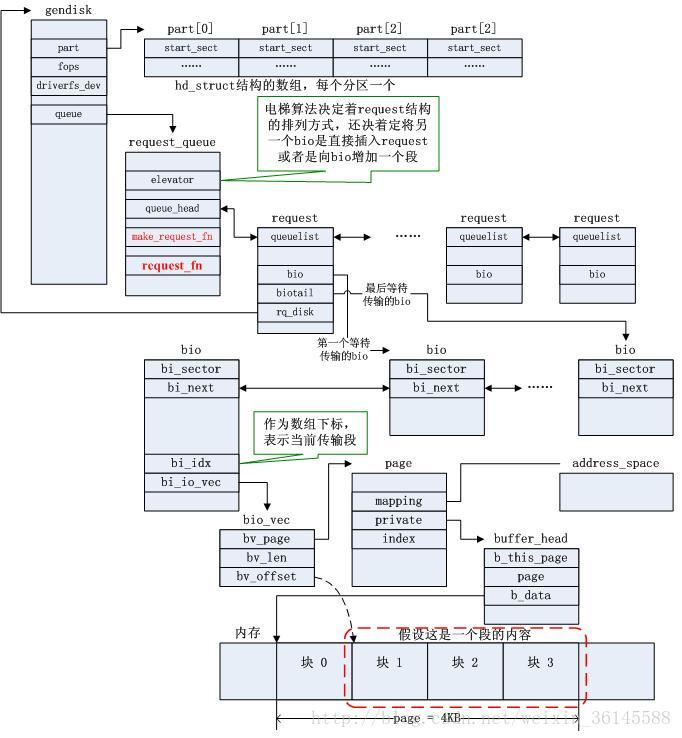 gendisk
part[0]
part[1]
part[2]
part[2]
part
start_sect
start_sect
start_sect
start_sect
fops
……
……
……
……
driverfs_dev
hd_struct结构的数组，每个分区一个
queue
电梯算法决定着request结构
的排列方式，还决着定将另
一个bio是直接插入request
或者是向bio增加一个段
request_queue
elevator
queue_head
make_request_fn
request_fn
request
request
request
queuelist
……
queuelist
queuelist
bio
bio
bio
biotail
最后等待
传输的bio
rq_disk
第一个等待
传输的bio
bio
bio
bio
bi_sector
bi_sector
bi_sector
bi_next
bi_next
……
bi_next
作为数组下标，
表示当前传输段
bi_idx
bi_io_vec
page
address_space
mapping
private
index
bio_vec
bv_page
bv_len
bv_offset
buffer_head
b_this_page
page
b_data
内存
假设这是一个段的内容
块 0
块 1
块 2
块 3
page = 4KB
http://blog.csdn.net/weixin_36145588